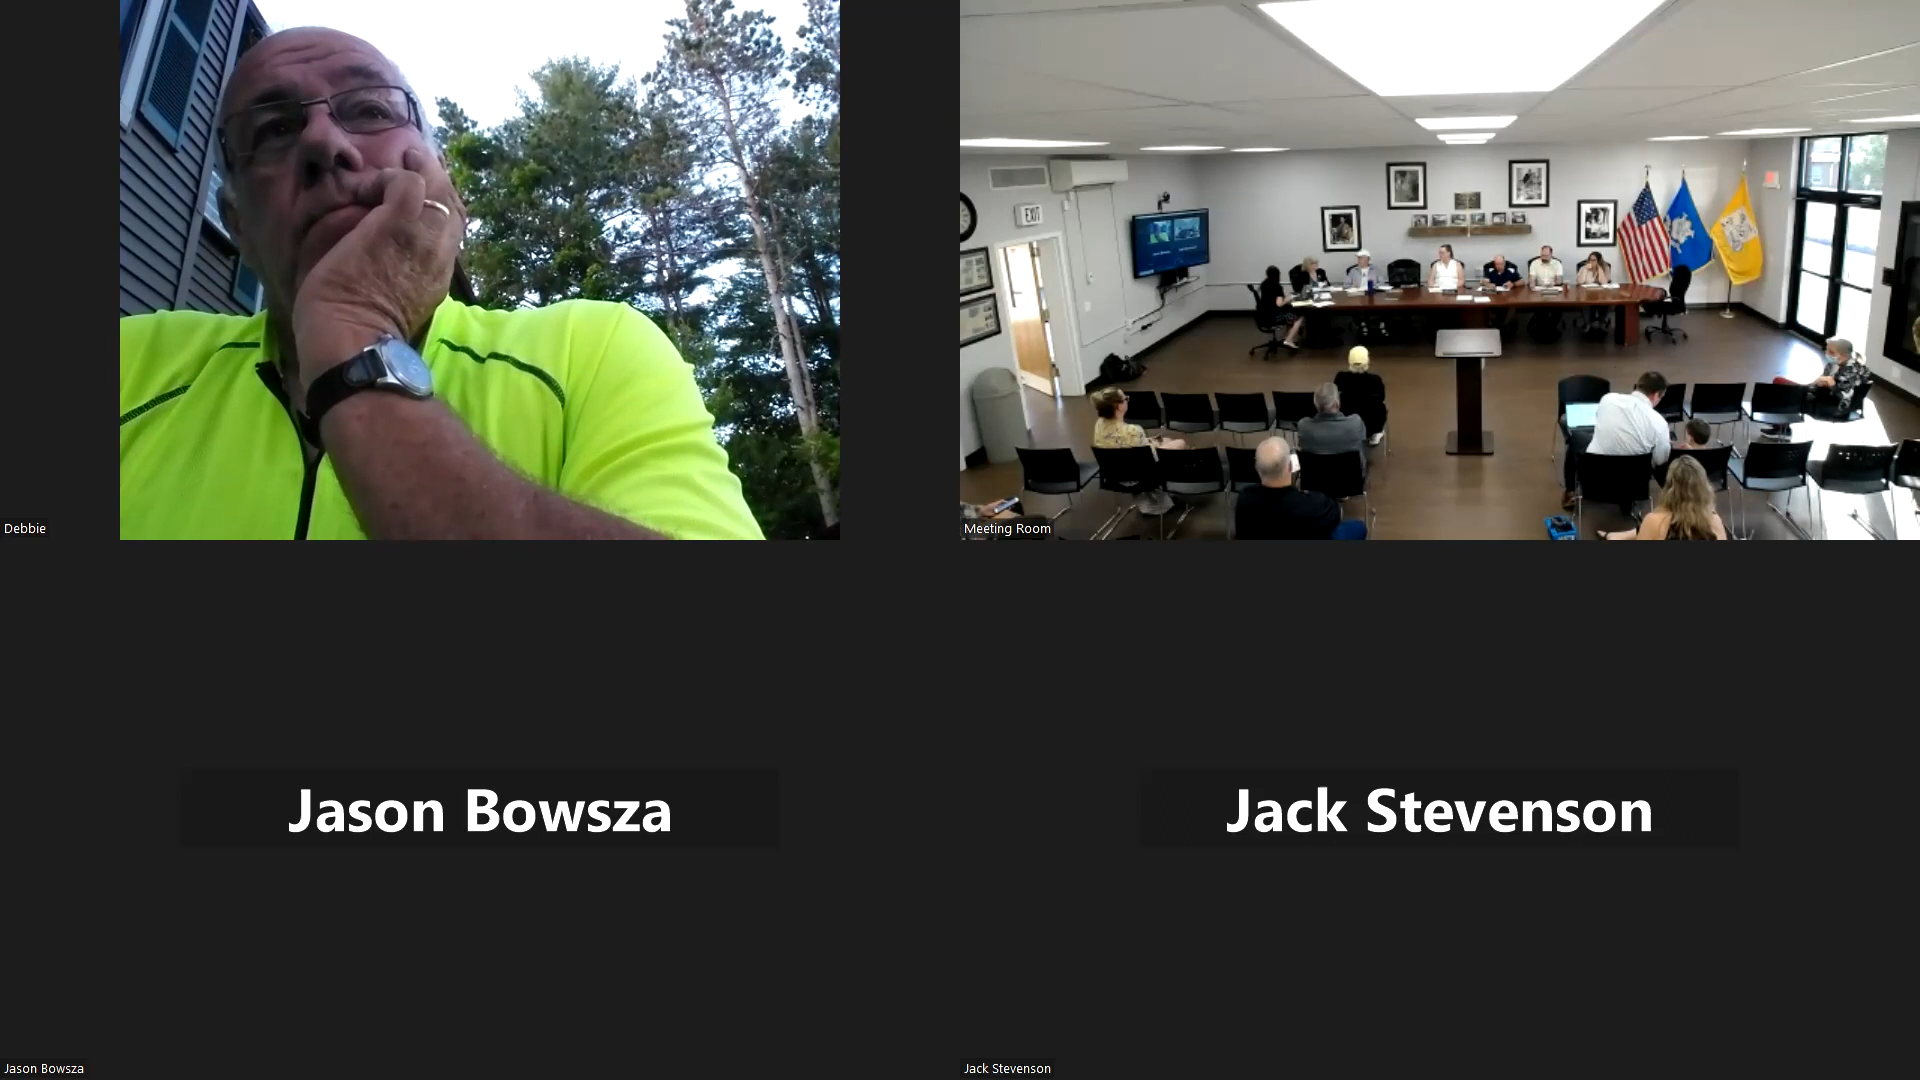 EXIT
Debbie
Meeting Room
Jason Bowsza
Jack Stevenson
Jason Bowsza
Jack Stevenson